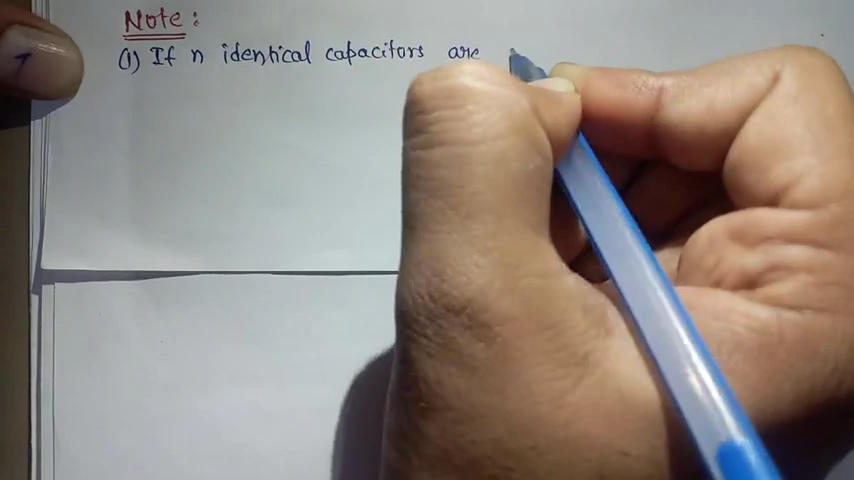 Note :
(1) If n identical capacitors are